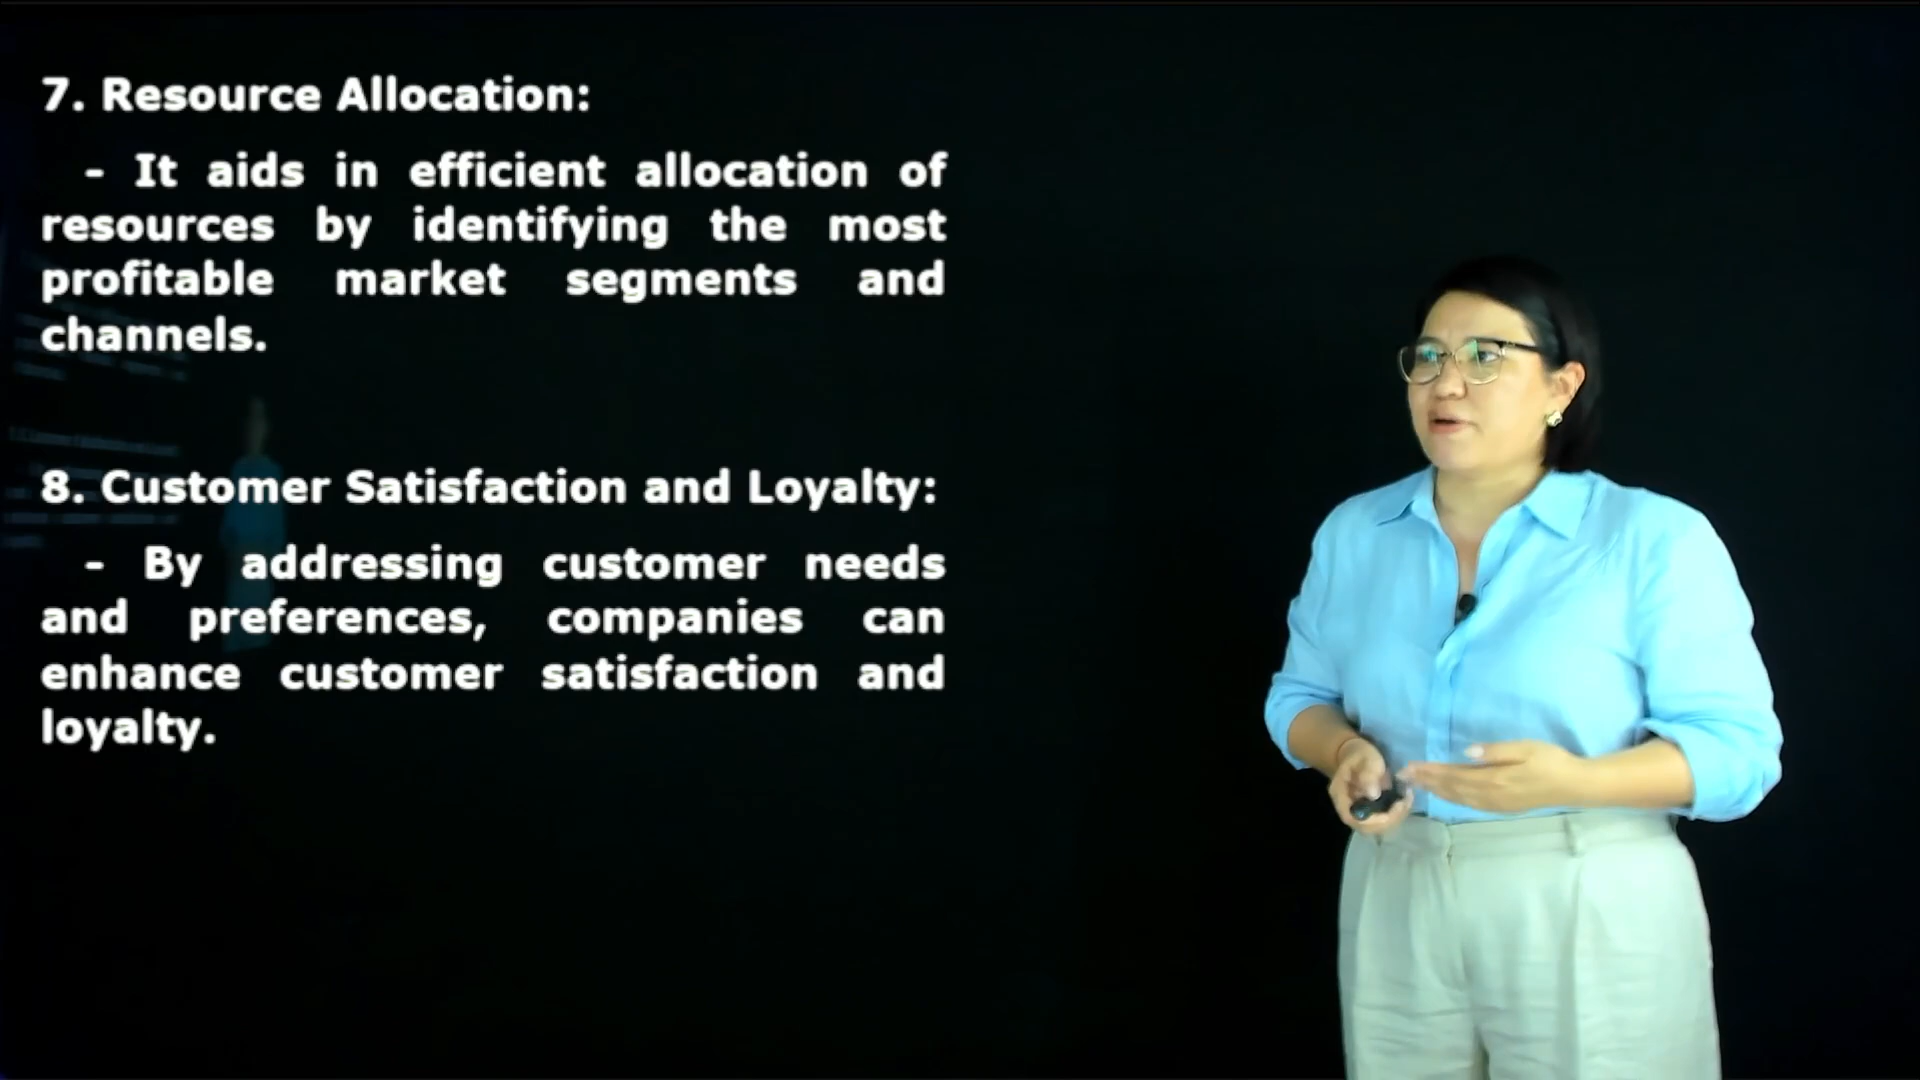 7. Resource Allocation:
- It aids in efficient allocation of
resources by identifying the most
profitable market segments and
channels.
8. Customer Satisfaction and Loyalty:
- By addressing customer needs
and preferences, companies can
enhance customer satisfaction and
loyalty.